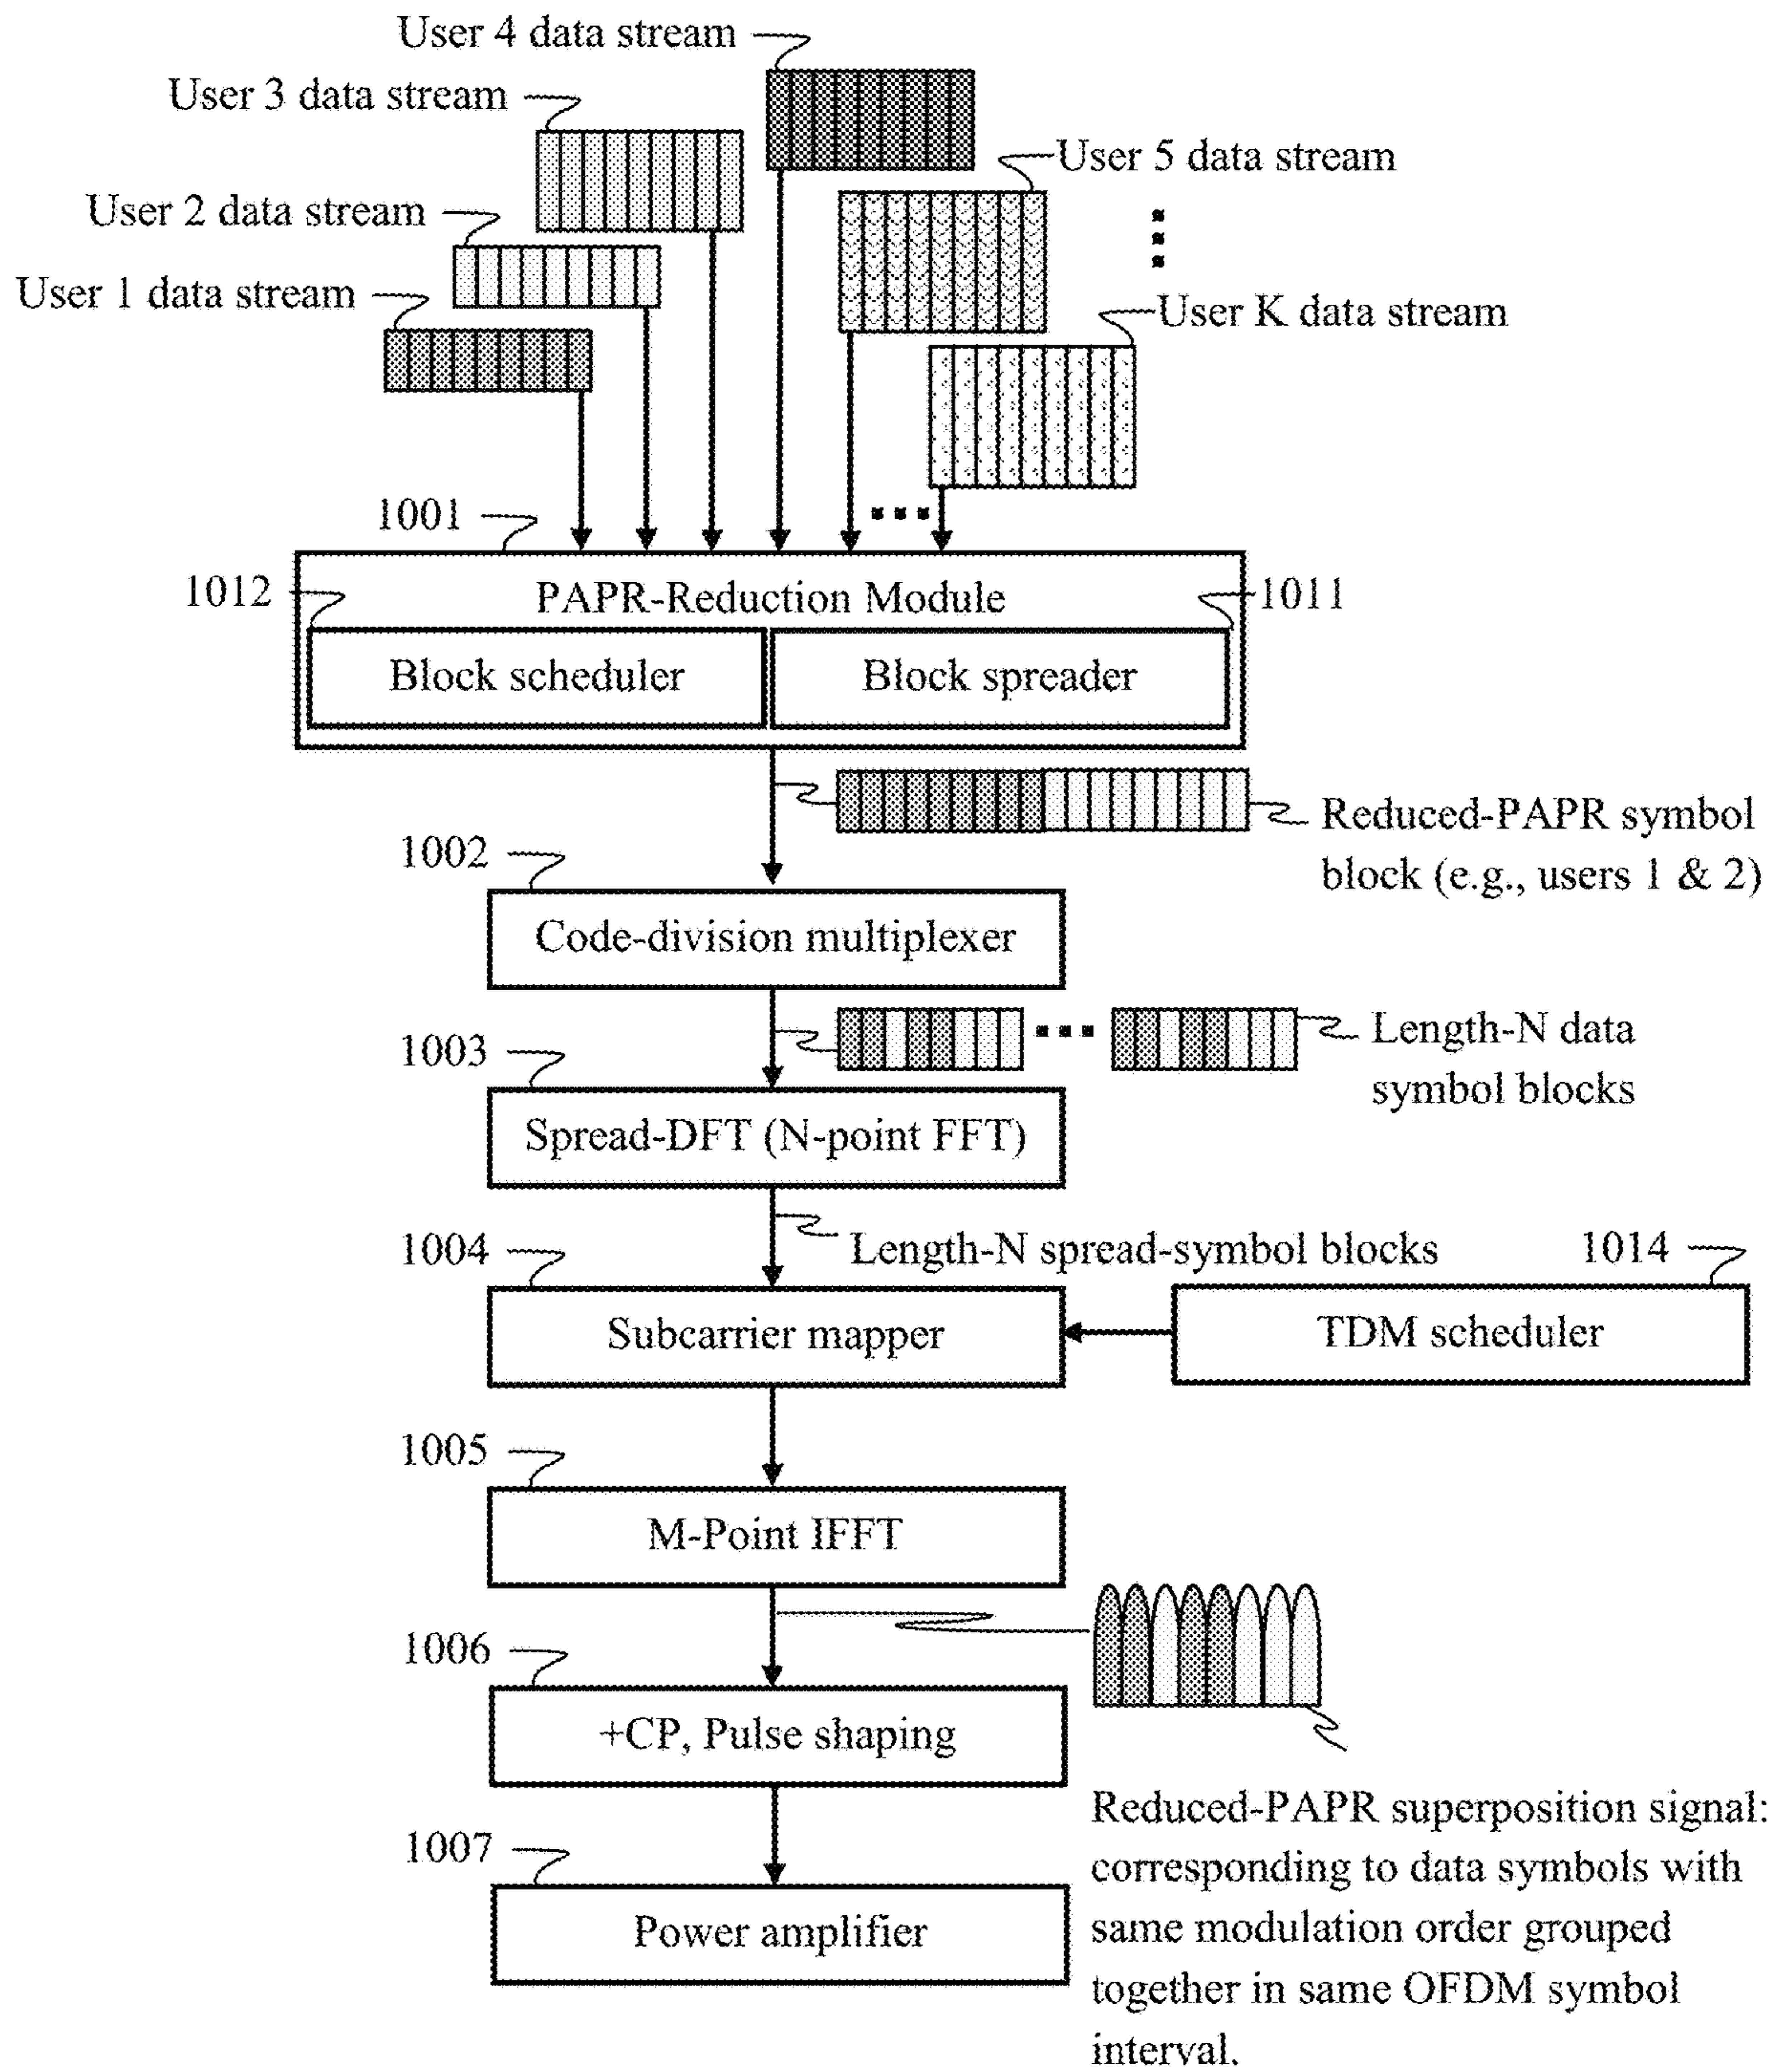 User 4 data stream
User 3 data stream
User 5 data stream
User 2 data stream
User 1 data stream
User K data stream
1001
1012
PAPR-Reduction Module
1011
Block scheduler
Block spreader
Reduced-PAPR symbol
block (e.g., users 1 & 2)
1002
Code-division multiplexer
Length-N data
symbol blocks
1003
Spread-DFT (N-point FFT)
Length-N spread-symbol blocks
1004
1014
Subcarrier mapper
TDM scheduler
1005
M-Point IFFT
1006
+CP, Pulse shaping
Reduced-PAPR superposition signal:
corresponding to data symbols with
same modulation order grouped
together in same OFDM symbol
interval.
1007
Power amplifier